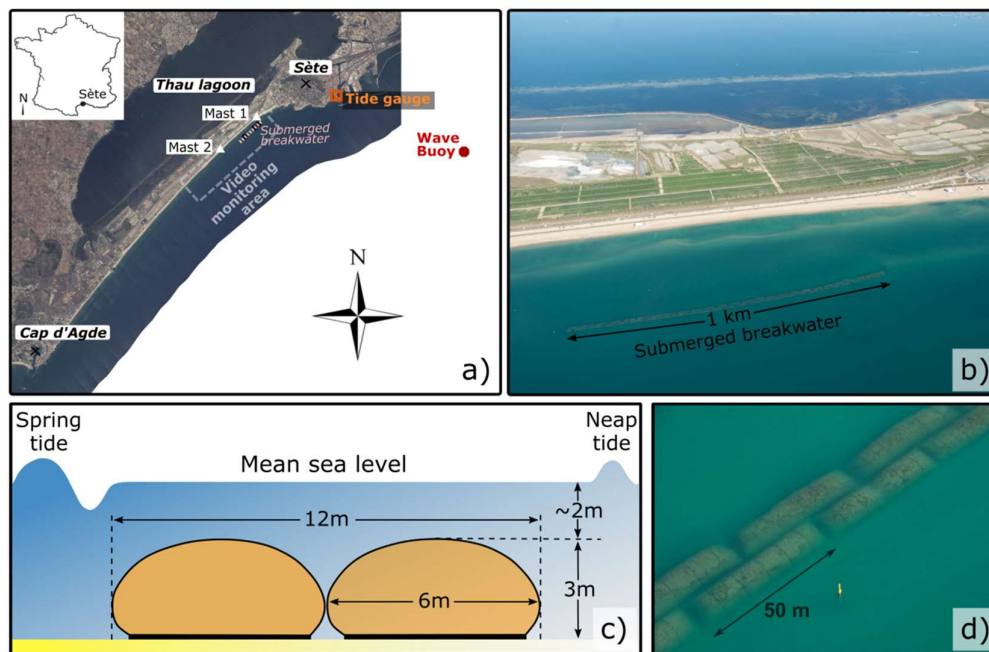 N
Sète
Thau lagoon
Sète
Tide gauge
Mast 1
Submerged
breakwater
Mast 2
Wave
Buoy
Video
monitoring
area
N
Cap d'Agde
a)
1 km
Submerged breakwater
b)
Spring
tide
Neap
tide
Mean sea level
12m
~2m
6m
3m
c)
50 m
d)